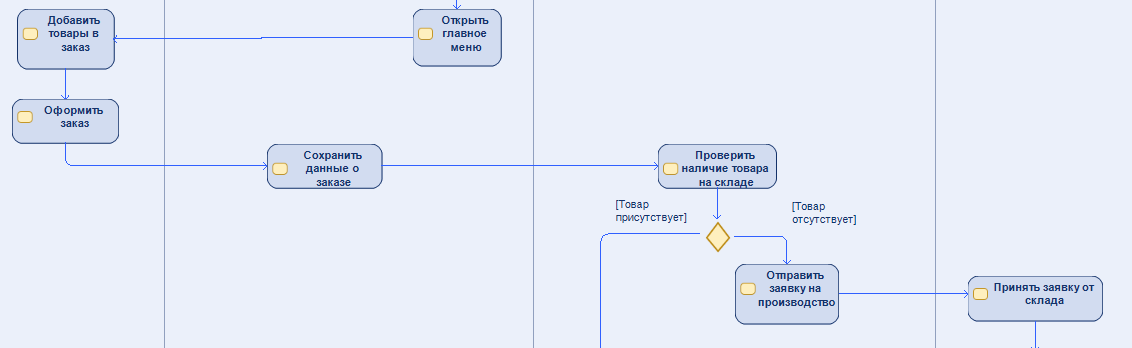 Добавить
товары в
заказ
Открыть
главное
меню
Оформить
заказ
Сохранить
данные о
заказе
Проверить
наличие товара
на складе
[Товар
присутствует]
[Товар
отсутствует]
Отправить
заявку на
производство
Принять заявку от
склада